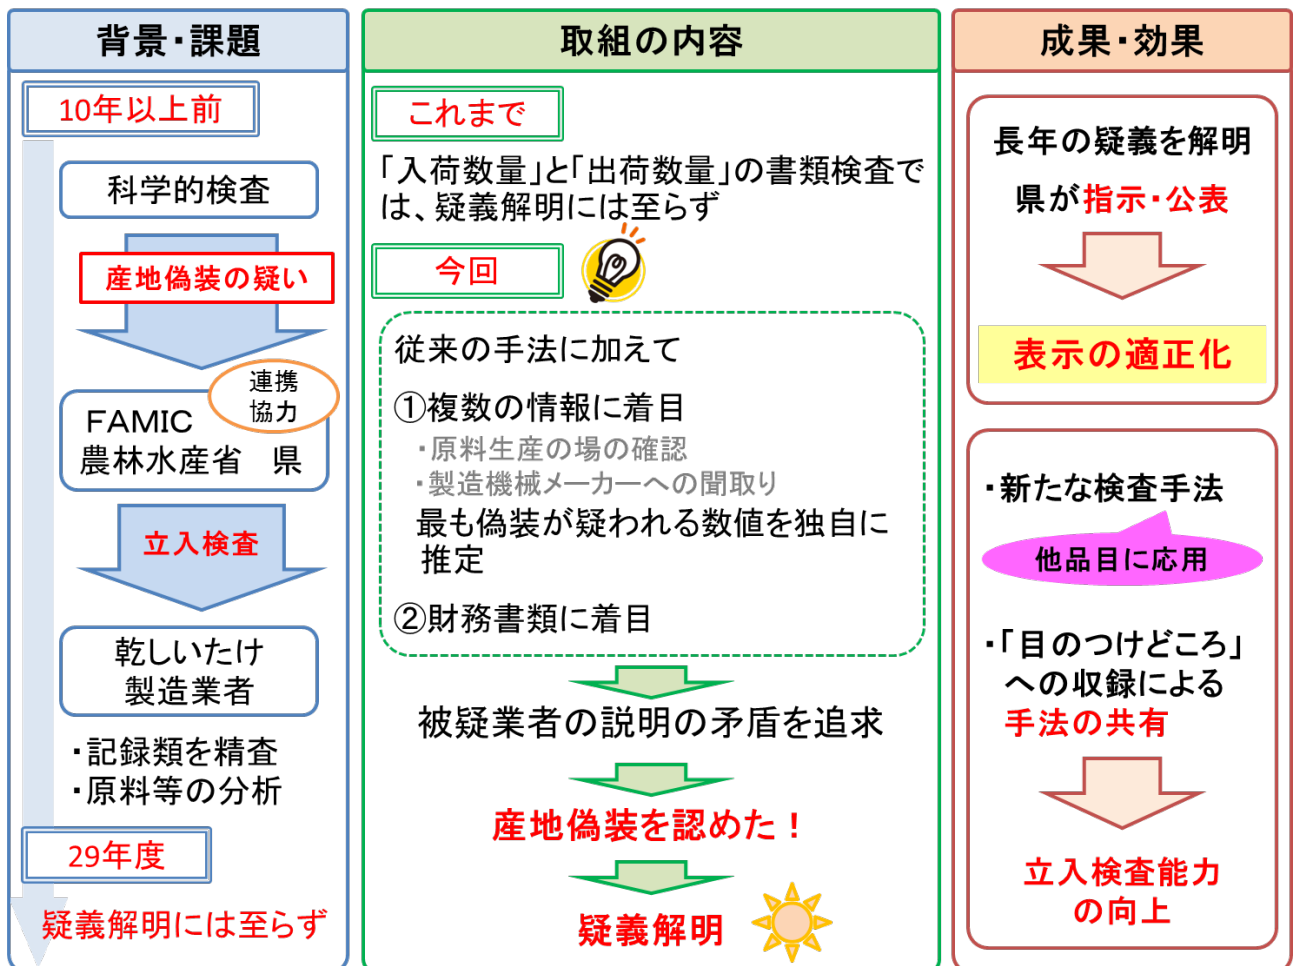 背景・課題
10年以上前
科学的検査
産地偽装の疑い
連携
協力
FAMIC
農林水産省　県
立入検査
乾しいたけ
製造業者
・記録類を精査
・原料等の分析
29年度
疑義解明には至らず
取組の内容
これまで
「入荷数量」と「出荷数量」の書類検査で
は、疑義解明には至らず
今回
従来の手法に加えて
①複数の情報に着目
・原料生産の場の確認
・製造機械メーカーへの聞取り
最も偽装が疑われる数値を独自に
推定
②財務書類に着目
被疑業者の説明の矛盾を追求
産地偽装を認めた！
疑義解明
成果・効果
長年の疑義を解明
県が指示・公表
表示の適正化
・新たな検査手法
他品目に応用
・「目のつけどころ」
への収録による
手法の共有
立入検査能力
の向上